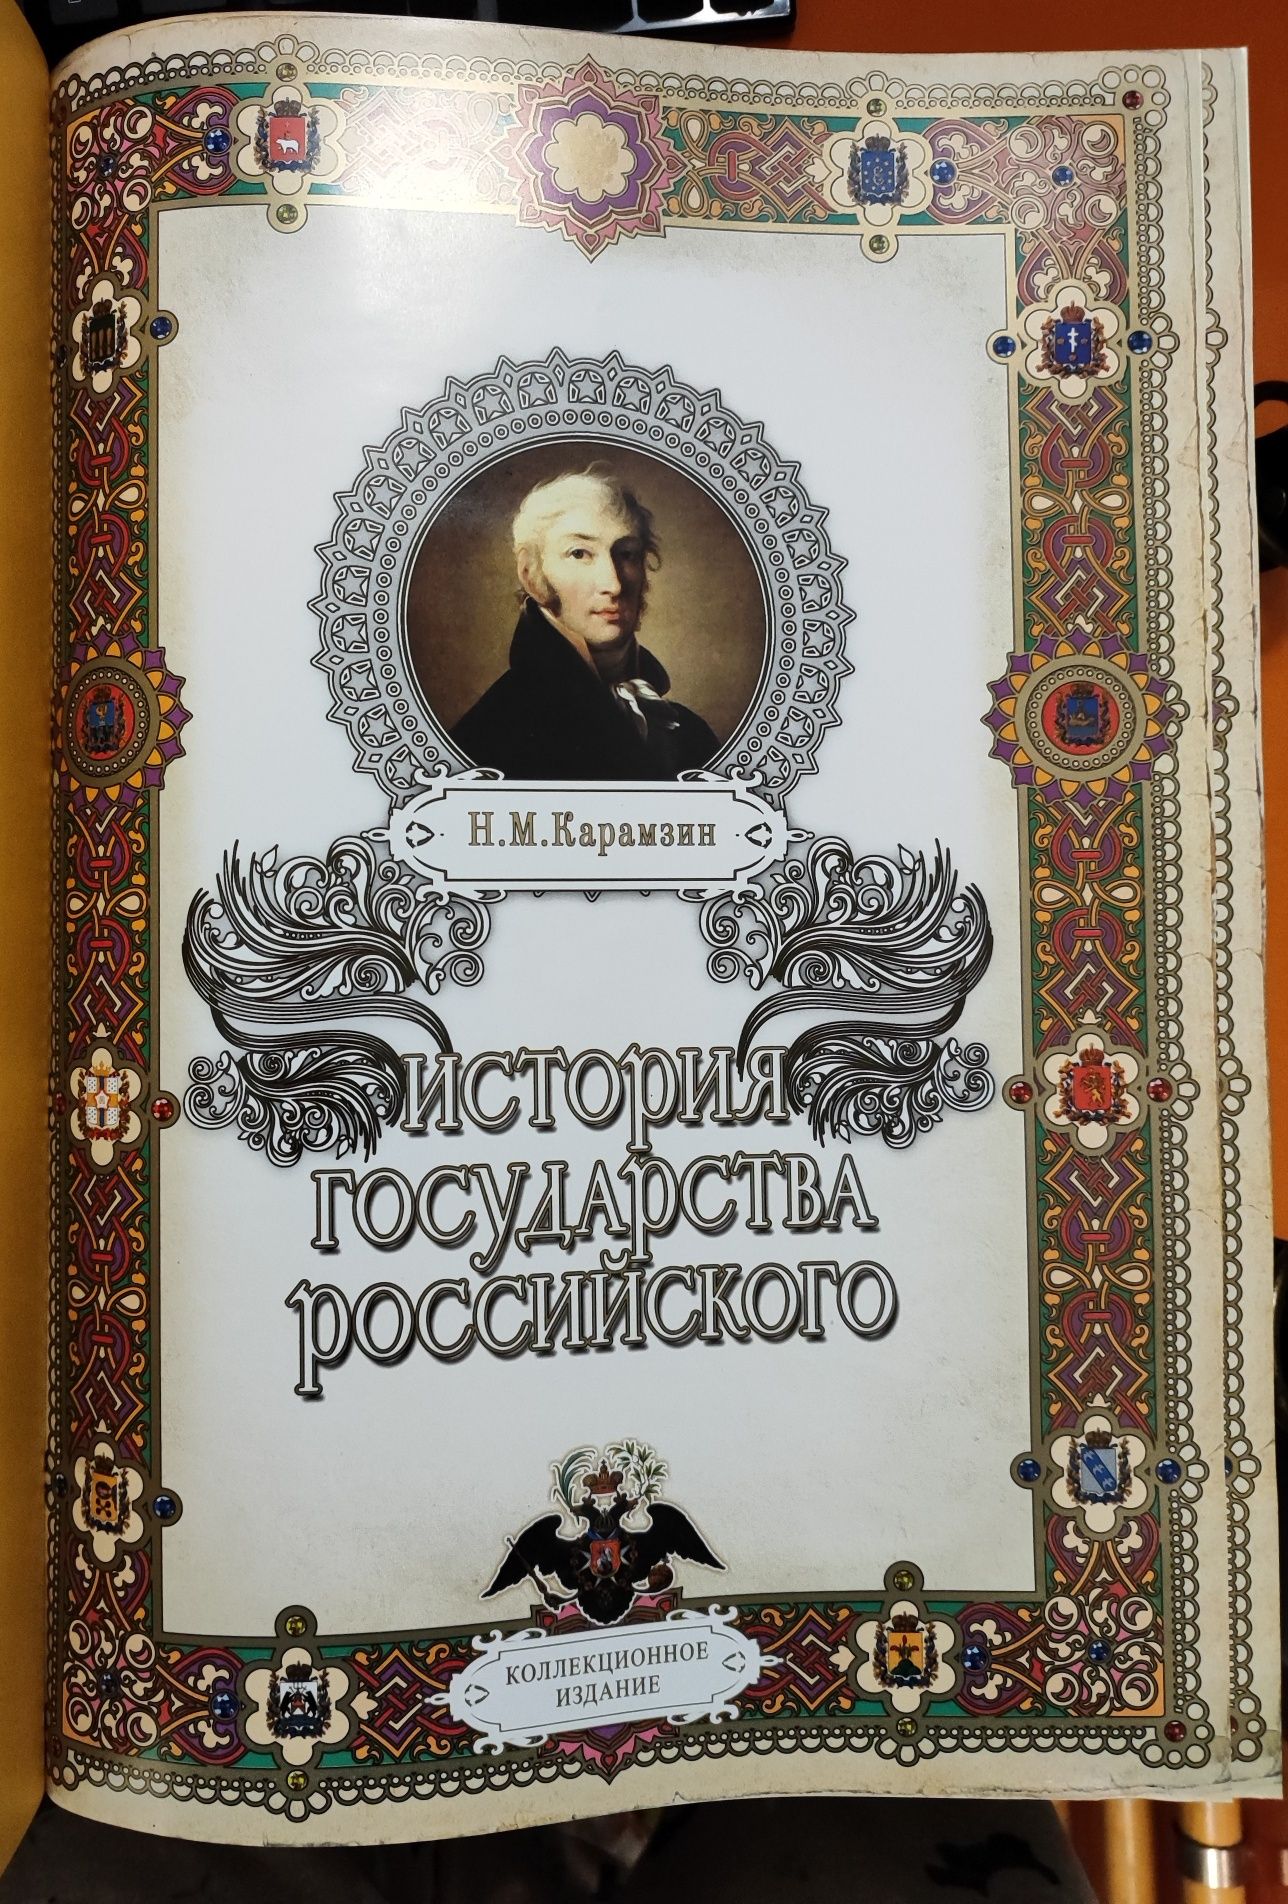 Н.М.Карамзин
ИСТОРИЯ
ГОСУДАРСТВА
РОССИЙСКОГО
КОЛЛЕКЦИОННОЕ
ИЗДАНИЕ